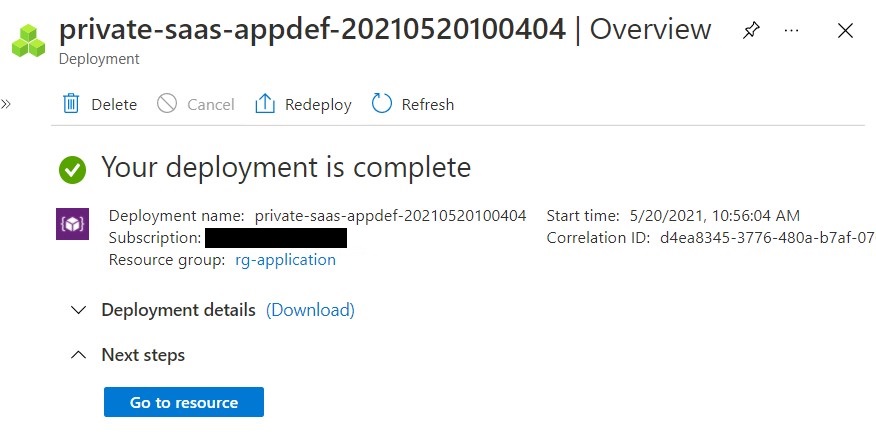 private-saas-appdef-20210520100404 | Overview
Deployment
Delete Cancel Redeploy Refresh
Your deployment is complete
Deployment name: private-saas-appdef-20210520100404 Start time: 5/20/2021, 10:56:04 AM
Subscription: Correlation ID: d4ea8345-3776-480a-b7af-07
Resource group: rg-application
Deployment details (Download)
Next steps
Go to resource